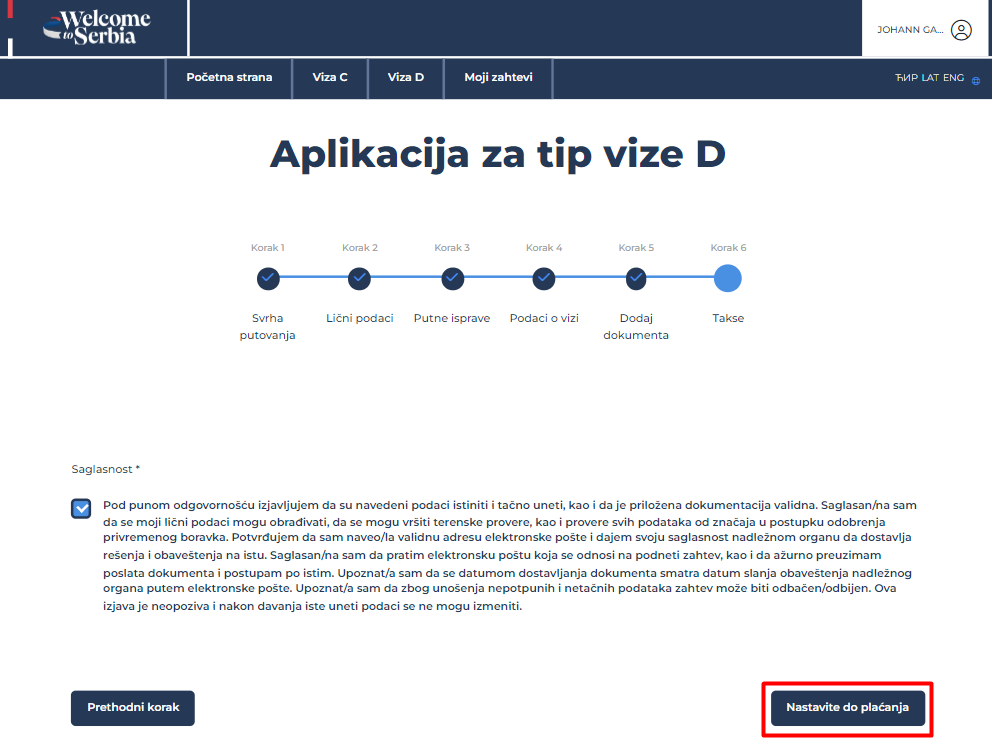 Welcome
to Serbia
JOHANN GA...
Početna strana
Viza C
Viza D
Moji zahtevi
ЋИР LAT ENG
Aplikacija za tip vize D
Korak 1
Korak 2
Korak 3
Korak 4
Korak 5
Korak 6
Svrha
putovanja
Lični podaci
Putne isprave
Podaci o vizi
Dodaj
dokumenta
Takse
Saglasnost *
Pod punom odgovornošću izjavljujem da su navedeni podaci istiniti i tačno uneti, kao i da je priložena dokumentacija validna. Saglasan/na sam
da se moji lični podaci mogu obrađivati, da se mogu vršiti terenske provere, kao i provere svih podataka od značaja u postupku odobrenja
privremenog boravka. Potvrđujem da sam naveo/la validnu adresu elektronske pošte i dajem svoju saglasnost nadležnom organu da dostavlja
rešenja i obaveštenja na istu. Saglasan/na sam da pratim elektronsku poštu koja se odnosi na podneti zahtev, kao i da ažurno preuzimam
poslata dokumenta i postupam po istim. Upoznat/a sam da se datumom dostavljanja dokumenta smatra datum slanja obaveštenja nadležnog
organa putem elektronske pošte. Upoznat/a sam da zbog unošenja nepotpunih i netačnih podataka zahtev može biti odbačen/odbijen. Ova
izjava je neopoziva i nakon davanja iste uneti podaci se ne mogu izmeniti.
Prethodni korak
Nastavite do plaćanja